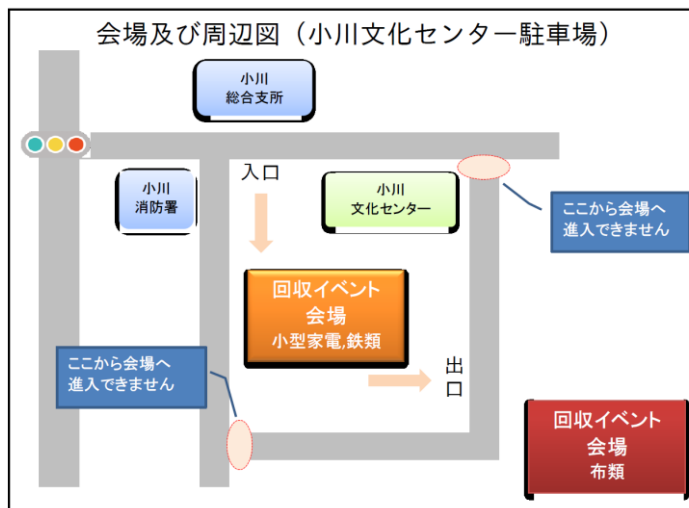 会場及び周辺図（小川文化センター駐車場）
小川
総合支所
小川
消防署
入口
小川
文化センター
ここから会場へ
進入できません
回収イベント
会場
小型家電,鉄類
ここから会場へ
進入できません
出
口
回収イベント
会場
布類